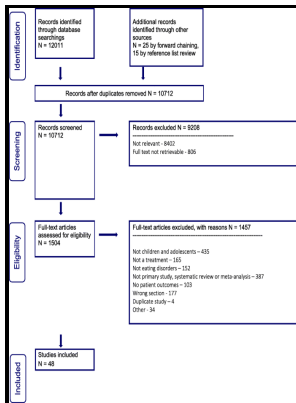 Identification
Records identified
through database
searchings
N = 12011
Additional records
identified through other
sources
N = 25 by forward chaining,
15 by reference list review
Records after duplicates removed N = 10712
Screening
Records screened
N = 10712
Records excluded N = 9208
Not relevant - 8402
Full text not retrievable - 806
Eligibility
Full-text articles
assessed for eligibility
N = 1504
Full-text articles excluded, with reasons N = 1457
Not children and adolescents – 435
Not a treatment – 165
Not eating disorders – 152
Not primary study, systematic review or meta-analysis – 387
No patient outcomes – 103
Wrong section - 177
Duplicate study – 4
Other - 34
Included
Studies included
N = 48